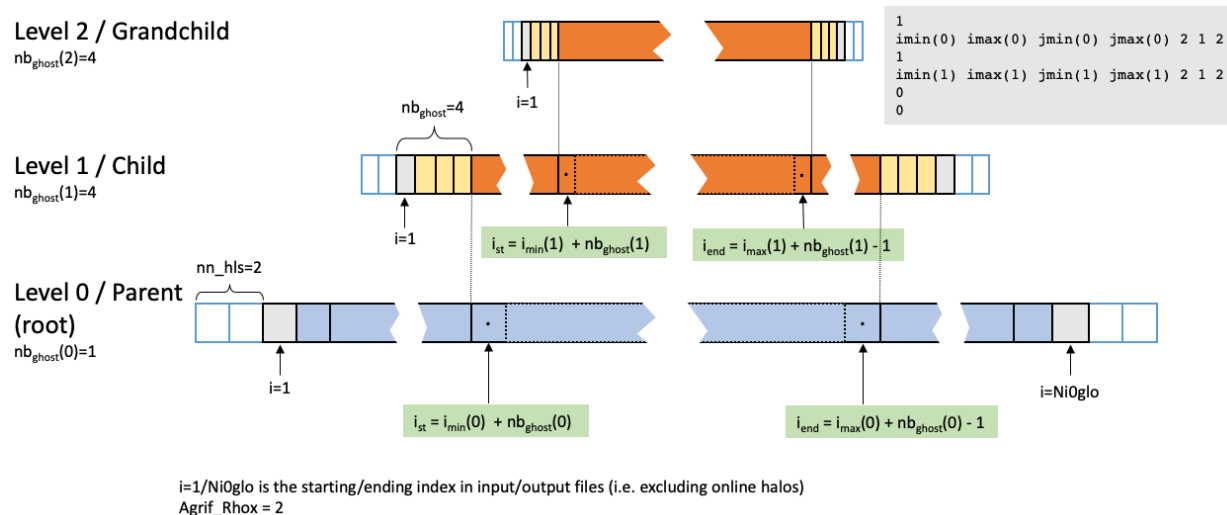 Level 2 / Grandchild
nbghost(2)=4
i=1
1
imin(0) imax(0) jmin(0) jmax(0) 2 1 2
1
imin(1) imax(1) jmin(1) jmax(1) 2 1 2
0
0
nbghost=4
Level 1 / Child
nbghost(1)=4
i=1
ist = imin(1) + nbghost(1)
iend = imax(1) + nbghost(1) - 1
nn_hls=2
Level 0 / Parent
(root)
nbghost(0)=1
i=1
i=Ni0glo
ist = imin(0) + nbghost(0)
iend = imax(0) + nbghost(0) - 1
i=1/Ni0glo is the starting/ending index in input/output files (i.e. excluding online halos)
Agrif_Rhox = 2